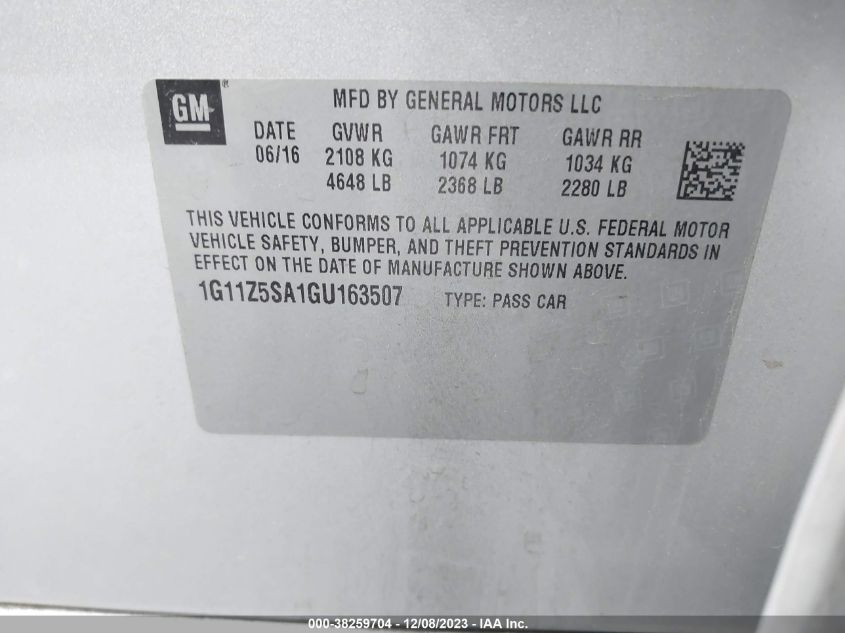 GM®
MFD BY GENERAL MOTORS LLC
DATE GVWR GAWR FRT GAWR RR
06/16 2108 KG 1074 KG 1034 KG
4648 LB 2368 LB 2280 LB
THIS VEHICLE CONFORMS TO ALL APPLICABLE U.S. FEDERAL MOTOR
VEHICLE SAFETY, BUMPER, AND THEFT PREVENTION STANDARDS IN
EFFECT ON THE DATE OF MANUFACTURE SHOWN ABOVE.
1G11Z5SA1GU163507 TYPE: PASS CAR
000-38259704 - 12/08/2023 - IAA Inc.